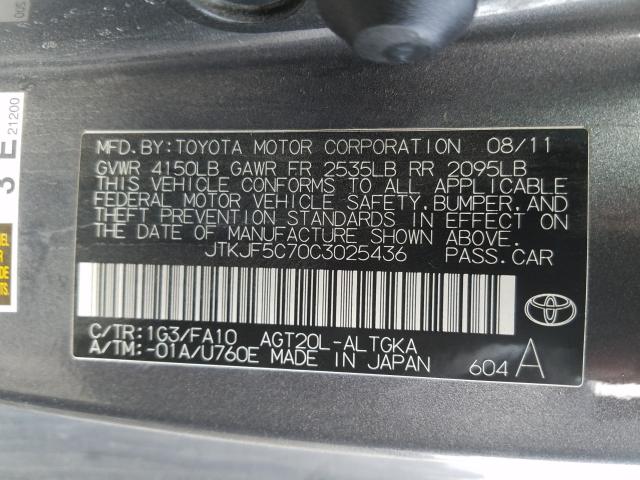 MFD.BY:TOYOTA MOTOR CORPORATION 08/11
GVWR 4150LB GAWR FR 2535LB RR 2095LB
THIS VEHICLE CONFORMS TO ALL APPLICABLE
FEDERAL MOTOR VEHICLE SAFETY,BUMPER,AND
THEFT PREVENTION STANDARDS IN EFFECT ON
THE DATE OF MANUFACTURE SHOWN ABOVE.
JTKJF5C70C3025436 PASS.CAR
C/TR:1G3/FA10 AGT20L-ALTGKA
A/TM:-01A/U760E MADE IN JAPAN 604 A
3 E
21200